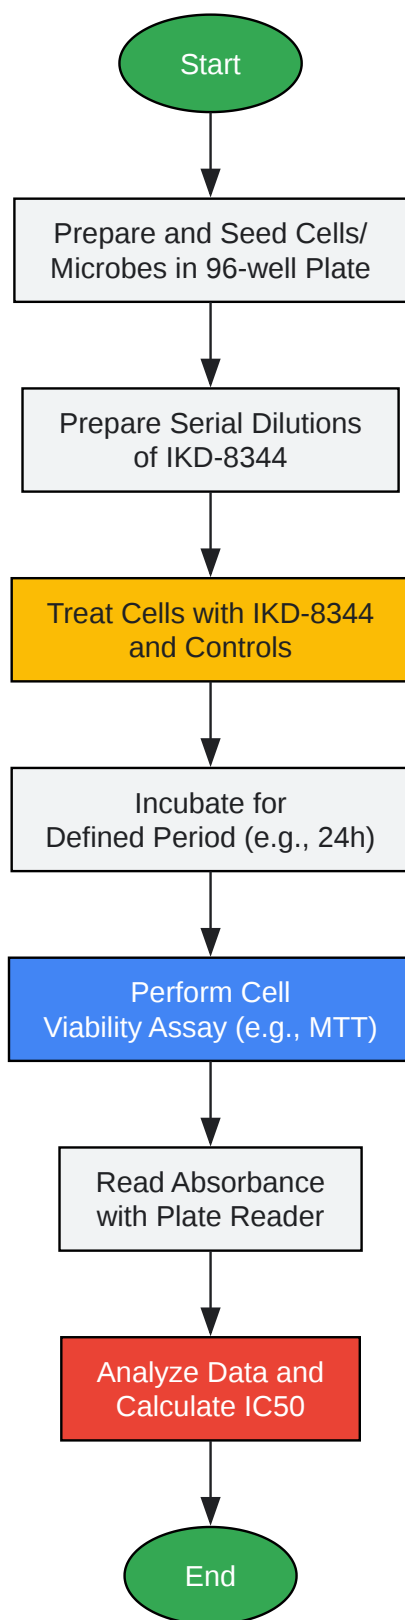 Start
Prepare and Seed Cells/
Microbes in 96-well Plate
Prepare Serial Dilutions
of IKD-8344
Treat Cells with IKD-8344
and Controls
Incubate for
Defined Period (e.g., 24h)
Perform Cell
Viability Assay (e.g., MTT)
Read Absorbance
with Plate Reader
Analyze Data and
Calculate IC50
End